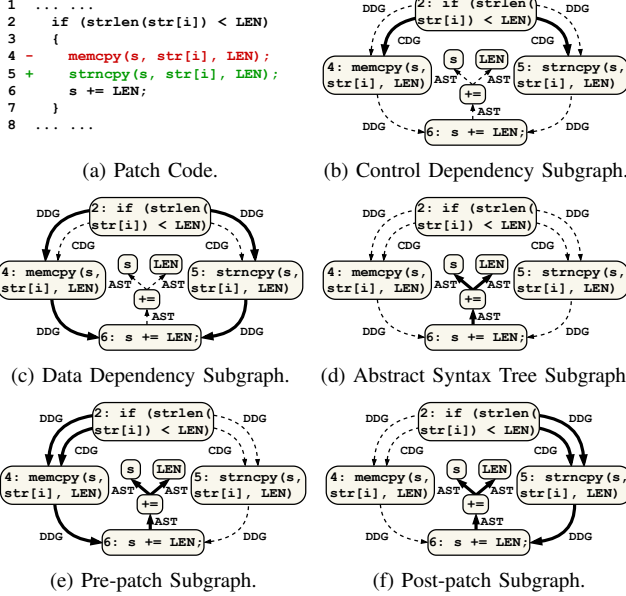 1 ... ...
2 if (strlen(str[i]) < LEN)
3 {
4 - memcpy(s, str[i], LEN);
5 + strncpy(s, str[i], LEN);
6 s += LEN;
7 }
8 ... ...
(a) Patch Code.
2: if (strlen(
str[i]) < LEN)
DDG
DDG
CDG
CDG
4: memcpy(s,
str[i], LEN)
s
LEN
5: strncpy(s,
str[i], LEN)
AST
AST
+=
AST
DDG
DDG
6: s += LEN;
(b) Control Dependency Subgraph.
2: if (strlen(
str[i]) < LEN)
DDG
DDG
CDG
CDG
4: memcpy(s,
str[i], LEN)
s
LEN
5: strncpy(s,
str[i], LEN)
AST
AST
+=
AST
DDG
DDG
6: s += LEN;
(c) Data Dependency Subgraph.
2: if (strlen(
str[i]) < LEN)
DDG
DDG
CDG
CDG
4: memcpy(s,
str[i], LEN)
s
LEN
5: strncpy(s,
str[i], LEN)
AST
AST
+=
AST
DDG
DDG
6: s += LEN;
(d) Abstract Syntax Tree Subgraph
2: if (strlen(
str[i]) < LEN)
DDG
DDG
CDG
CDG
4: memcpy(s,
str[i], LEN)
s
LEN
5: strncpy(s,
str[i], LEN)
AST
AST
+=
AST
DDG
DDG
6: s += LEN;
(e) Pre-patch Subgraph.
2: if (strlen(
str[i]) < LEN)
DDG
DDG
CDG
CDG
4: memcpy(s,
str[i], LEN)
s
LEN
5: strncpy(s,
str[i], LEN)
AST
AST
+=
AST
DDG
DDG
6: s += LEN;
(f) Post-patch Subgraph.